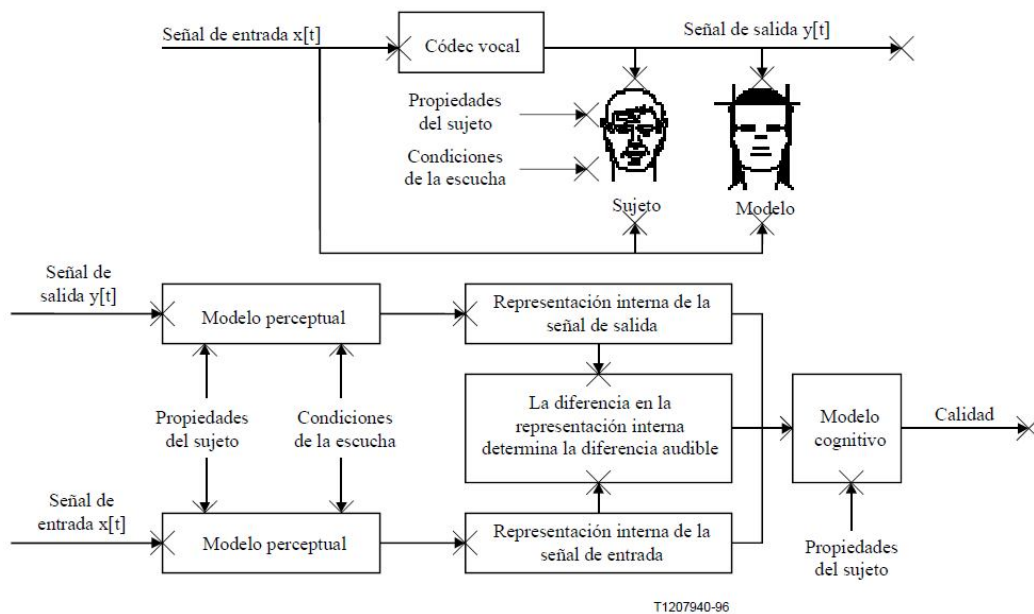 Señal de entrada x[t]
Códec vocal
Señal de salida y[t]
Propiedades
del sujeto
Condiciones
de la escucha
Sujeto
Modelo
Señal de
salida y[t]
Modelo perceptual
Representación interna de la
señal de salida
Propiedades
del sujeto
Condiciones
de la escucha
La diferencia en la
representación interna
determina la diferencia audible
Modelo
cognitivo
Calidad
Señal de
entrada x[t]
Modelo perceptual
Representación interna de la
señal de entrada
Propiedades
del sujeto
T1207940-96